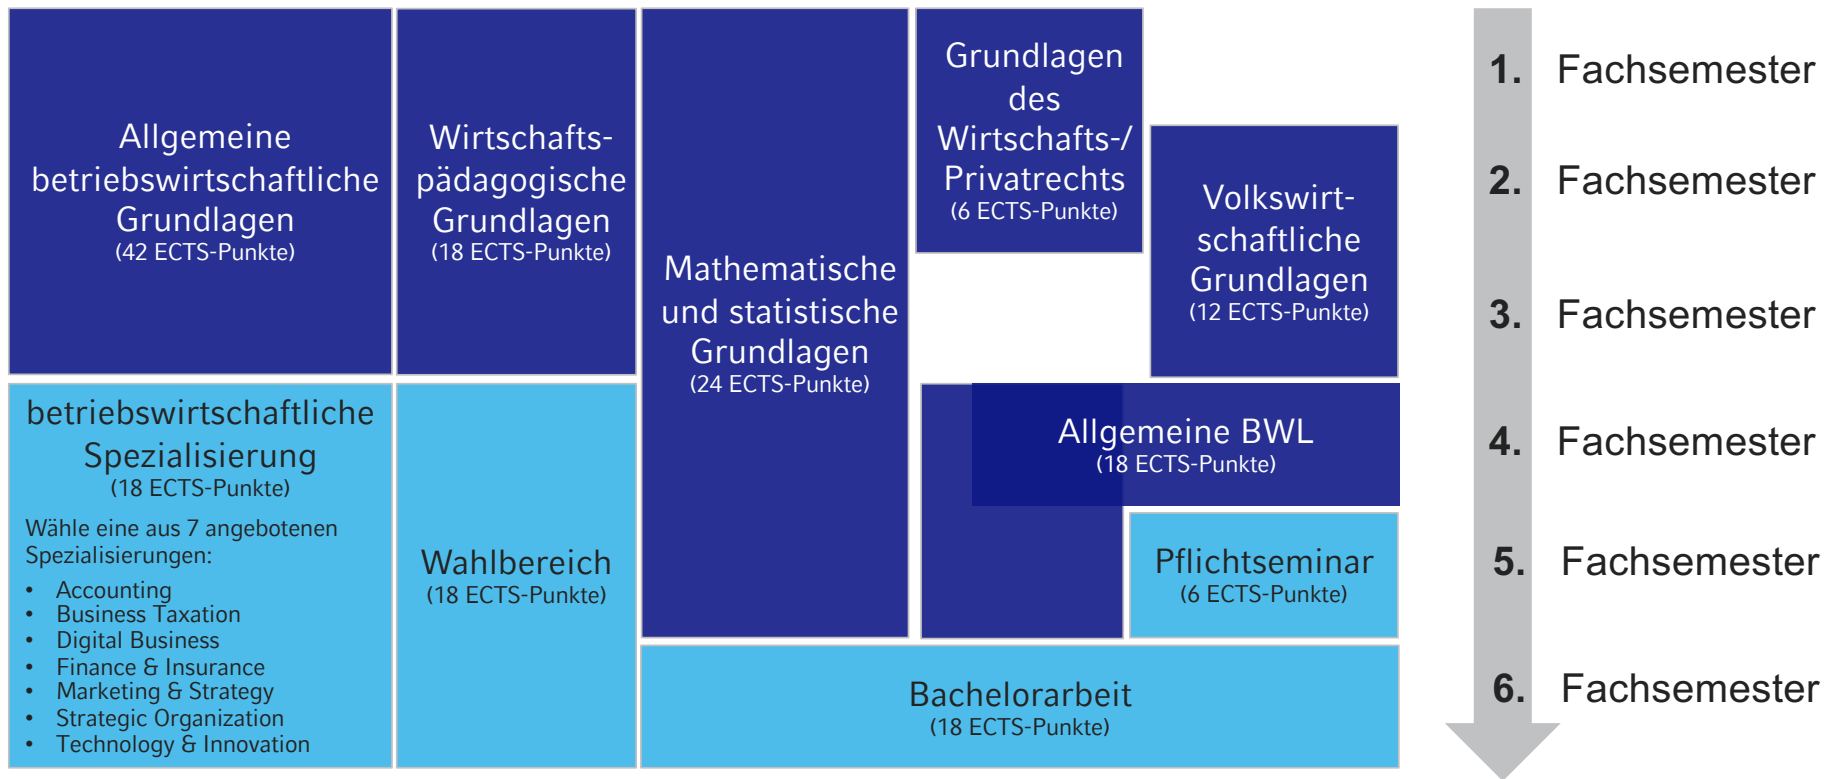 Allgemeine
betriebswirtschaftliche
Grundlagen
(42 ECTS-Punkte)
Wirtschafts-
pädagogische
Grundlagen
(18 ECTS-Punkte)
Mathematische
und statistische
Grundlagen
(24 ECTS-Punkte)
Grundlagen
des
Wirtschafts-/
Privatrechts
(6 ECTS-Punkte)
Volkswirt-
schaftliche
Grundlagen
(12 ECTS-Punkte)
betriebswirtschaftliche
Spezialisierung
(18 ECTS-Punkte)
Wähle eine aus 7 angebotenen
Spezialisierungen:
• Accounting
• Business Taxation
• Digital Business
• Finance & Insurance
• Marketing & Strategy
• Strategic Organization
• Technology & Innovation
Wahlbereich
(18 ECTS-Punkte)
Allgemeine BWL
(18 ECTS-Punkte)
Pflichtseminar
(6 ECTS-Punkte)
Bachelorarbeit
(18 ECTS-Punkte)
1. Fachsemester
2. Fachsemester
3. Fachsemester
4. Fachsemester
5. Fachsemester
6. Fachsemester